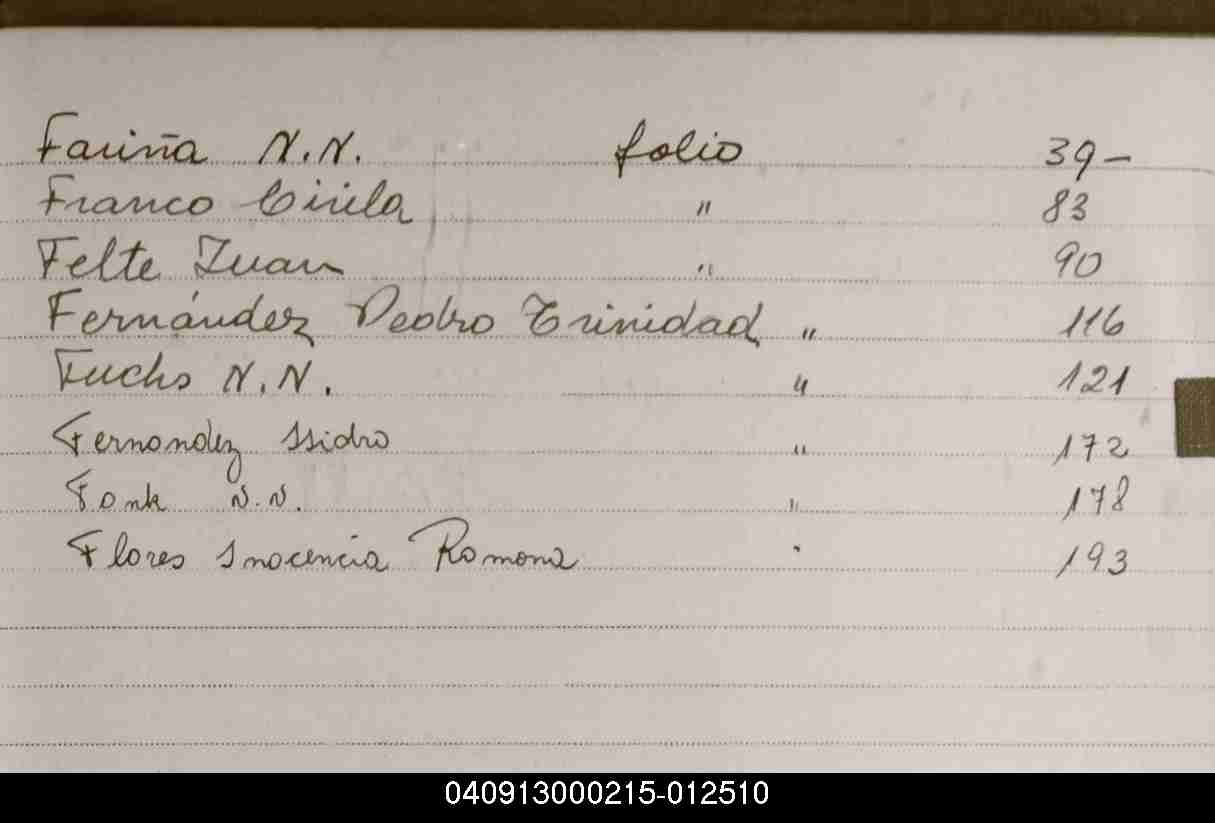 Fariña N.N. folio 39-
Franco Cirila " 83
Felte Juan " 90
Fernández Pedro Trinidad " 116
Fuchs N.N. " 121
Fernandez Isidro " 172
Fonk N.N. " 178
Flores Inocencia Ramona " 193
040913000215-012510